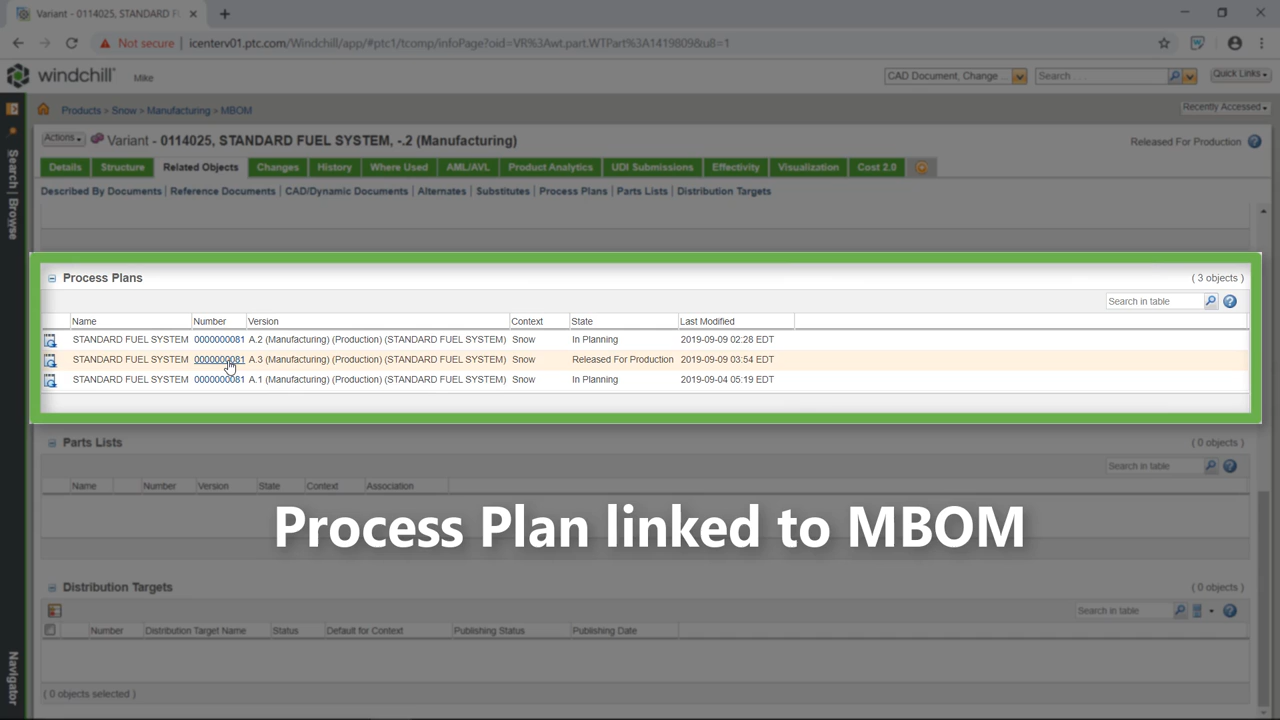 Variant - 0114025, STANDARD F
Not secure | icenterv01.ptc.com/Windchill/app/#ptc1/tcomp/infoPage?oid=VR%3Awt.part.WTPart%3A1419809&u8=1
windchill Mike CAD Document, Change ... Search . . . Quick Links
Products > Snow > Manufacturing > MBOM Recently Accessed
Actions Variant - 0114025, STANDARD FUEL SYSTEM, -.2 (Manufacturing) Released For Production
Details Structure Related Objects Changes History Where Used AML/AVL Product Analytics UDI Submissions Effectivity Visualization Cost 2.0
Described By Documents | Reference Documents | CAD/Dynamic Documents | Alternates | Substitutes | Process Plans | Parts Lists | Distribution Targets
Search | Browse
Process Plans ( 3 objects )
Search in table
Name Number Version Context State Last Modified
STANDARD FUEL SYSTEM 0000000081 A.2 (Manufacturing) (Production) (STANDARD FUEL SYSTEM) Snow In Planning 2019-09-09 02:28 EDT
STANDARD FUEL SYSTEM 0000000081 A.3 (Manufacturing) (Production) (STANDARD FUEL SYSTEM) Snow Released For Production 2019-09-09 03:54 EDT
STANDARD FUEL SYSTEM 0000000081 A.1 (Manufacturing) (Production) (STANDARD FUEL SYSTEM) Snow In Planning 2019-09-04 05:19 EDT
Parts Lists ( 0 objects )
Search in table
Name Number Version State Context Association
Process Plan linked to MBOM
Distribution Targets ( 0 objects )
Search in table
Number Distribution Target Name Status Default for Context Publishing Status Publishing Date
( 0 objects selected )
Navigator